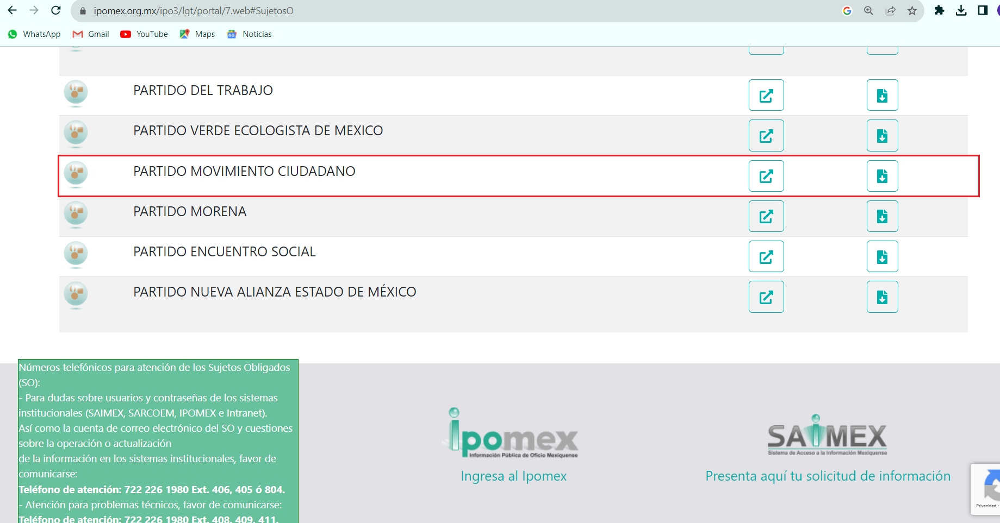 ipomex.org.mx/ipo3/lgt/portal/7.web#SujetosO
WhatsApp Gmail YouTube Maps Noticias
PARTIDO DEL TRABAJO
PARTIDO VERDE ECOLOGISTA DE MEXICO
PARTIDO MOVIMIENTO CIUDADANO
PARTIDO MORENA
PARTIDO ENCUENTRO SOCIAL
PARTIDO NUEVA ALIANZA ESTADO DE MÉXICO
Números telefónicos para atención de los Sujetos Obligados
(SO):
- Para dudas sobre usuarios y contraseñas de los sistemas
institucionales (SAIMEX, SARCOEM, IPOMEX e Intranet).
Así como la cuenta de correo electrónico del SO y cuestiones
sobre la operación o actualización
de la información en los sistemas institucionales, favor de
comunicarse:
Teléfono de atención: 722 226 1980 Ext. 406, 405 ó 804.
- Atención para problemas técnicos, favor de comunicarse:
Teléfono de atención: 722 226 1980 Ext. 408, 409, 411.
ipomex
Información Pública de Oficio Mexiquense
Ingresa al Ipomex
SAIMEX
Sistema de Acceso a la Información Mexiquense
Presenta aquí tu solicitud de información
Privacidad -